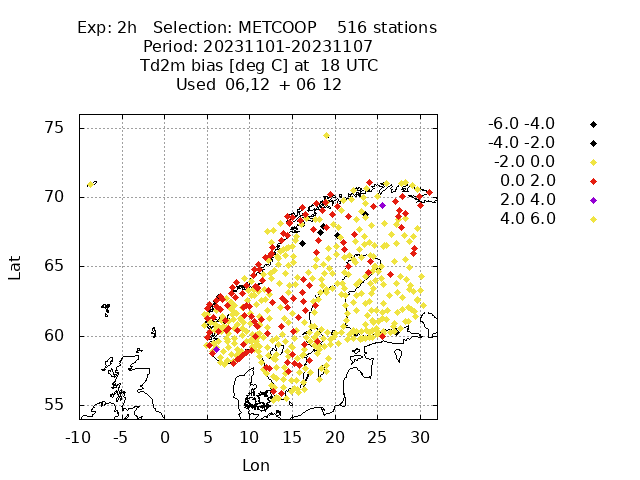 Exp: 2h Selection: METCOOP 516 stations
Period: 20231101-20231107
Td2m bias [deg C] at 18 UTC
Used 06,12 + 06 12
-6.0 -4.0
-4.0 -2.0
-2.0 0.0
0.0 2.0
2.0 4.0
4.0 6.0
75
70
65
60
55
Lat
-10 -5 0 5 10 15 20 25 30
Lon